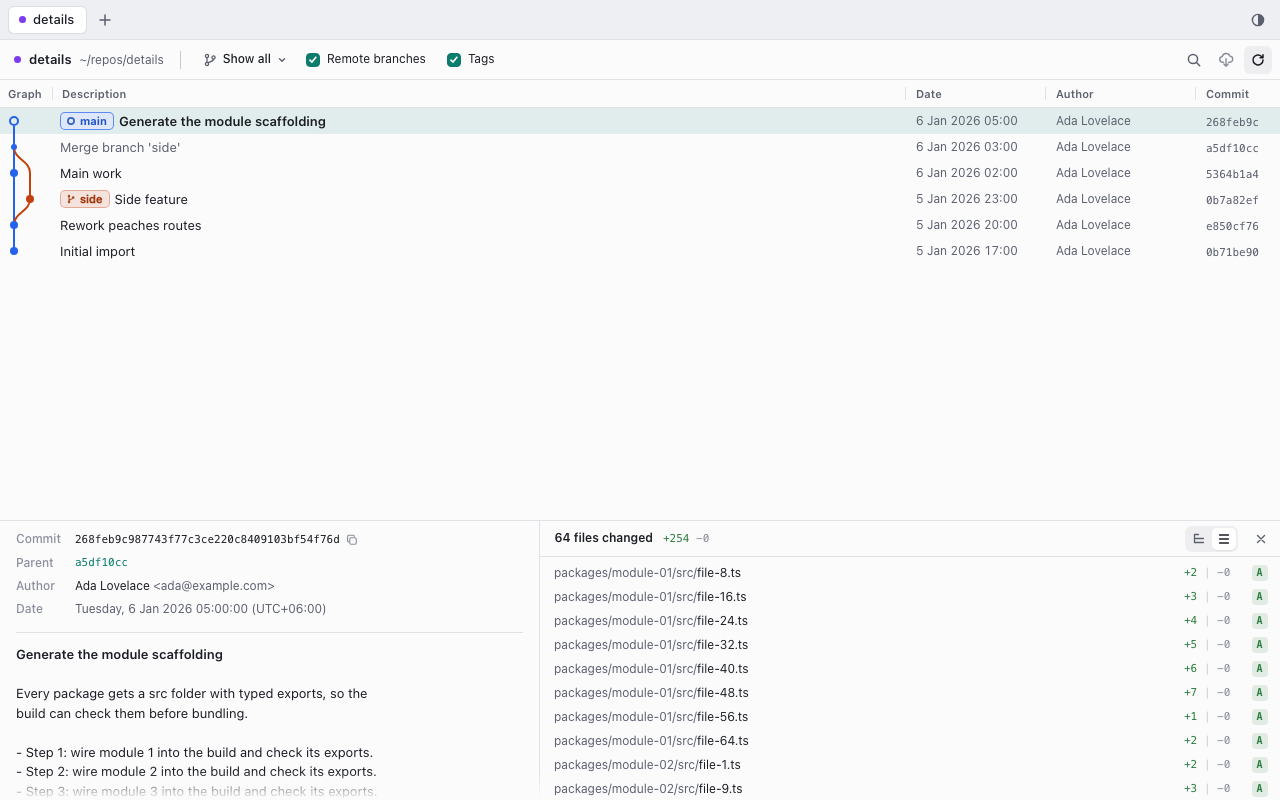 details
details ~/repos/details Show all Remote branches Tags
Graph Description Date Author Commit
main Generate the module scaffolding 6 Jan 2026 05:00 Ada Lovelace 268feb9c
Merge branch 'side' 6 Jan 2026 03:00 Ada Lovelace a5df10cc
Main work 6 Jan 2026 02:00 Ada Lovelace 5364b1a4
side Side feature 5 Jan 2026 23:00 Ada Lovelace 0b7a82ef
Rework peaches routes 5 Jan 2026 20:00 Ada Lovelace e850cf76
Initial import 5 Jan 2026 17:00 Ada Lovelace 0b71be90
Commit 268feb9c987743f77c3ce220c8409103bf54f76d
Parent a5df10cc
Author Ada Lovelace <ada@example.com>
Date Tuesday, 6 Jan 2026 05:00:00 (UTC+06:00)
Generate the module scaffolding
Every package gets a src folder with typed exports, so the
build can check them before bundling.
- Step 1: wire module 1 into the build and check its exports.
- Step 2: wire module 2 into the build and check its exports.
- Step 3: wire module 3 into the build and check its exports.
64 files changed +254 −0
packages/module-01/src/file-8.ts +2 | −0 A
packages/module-01/src/file-16.ts +3 | −0 A
packages/module-01/src/file-24.ts +4 | −0 A
packages/module-01/src/file-32.ts +5 | −0 A
packages/module-01/src/file-40.ts +6 | −0 A
packages/module-01/src/file-48.ts +7 | −0 A
packages/module-01/src/file-56.ts +1 | −0 A
packages/module-01/src/file-64.ts +2 | −0 A
packages/module-02/src/file-1.ts +2 | −0 A
packages/module-02/src/file-9.ts +3 | −0 A